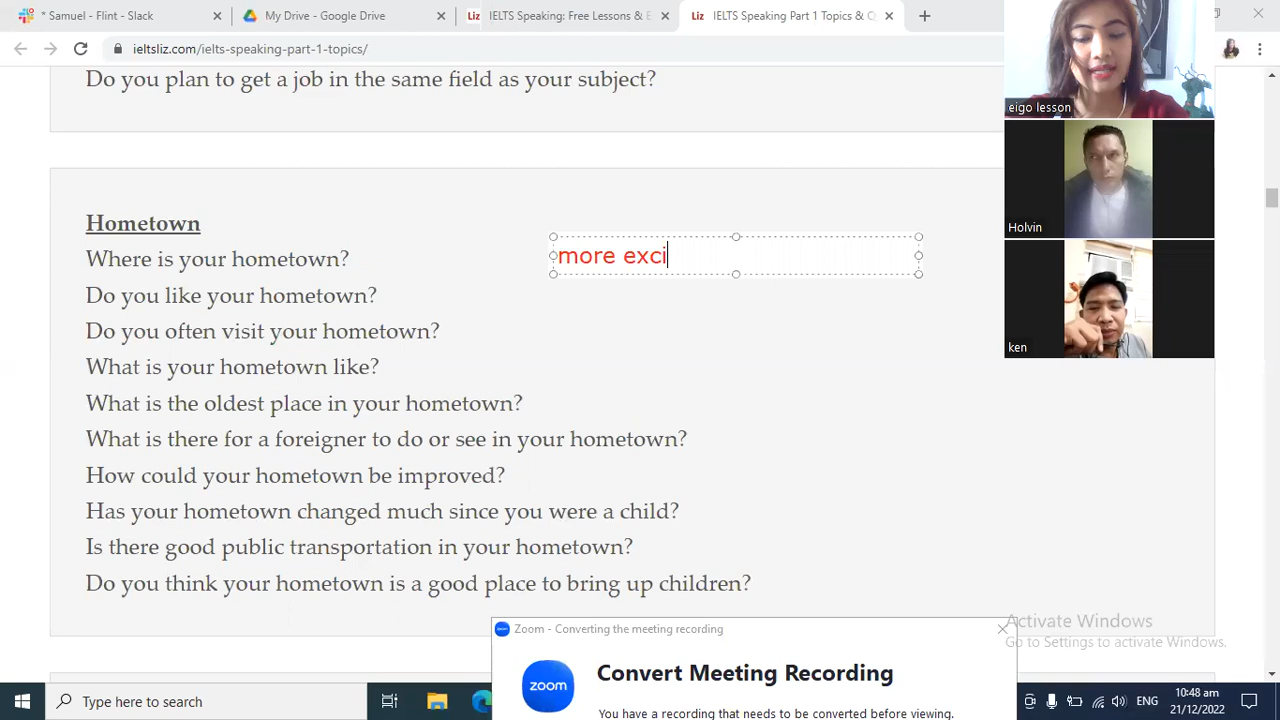 * Samuel - Flint - Slack
My Drive - Google Drive
Liz IELTS Speaking: Free Lessons & E
Liz IELTS Speaking Part 1 Topics & Q
ieltsliz.com/ielts-speaking-part-1-topics/
Do you plan to get a job in the same field as your subject?
Hometown
Where is your hometown?
more exci
Do you like your hometown?
Do you often visit your hometown?
What is your hometown like?
What is the oldest place in your hometown?
What is there for a foreigner to do or see in your hometown?
How could your hometown be improved?
Has your hometown changed much since you were a child?
Is there good public transportation in your hometown?
Do you think your hometown is a good place to bring up children?
eigo lesson
Holvin
ken
Activate Windows
Go to Settings to activate Windows.
Zoom - Converting the meeting recording
zoom
Convert Meeting Recording
You have a recording that needs to be converted before viewing.
Type here to search
ENG
10:48 am
21/12/2022